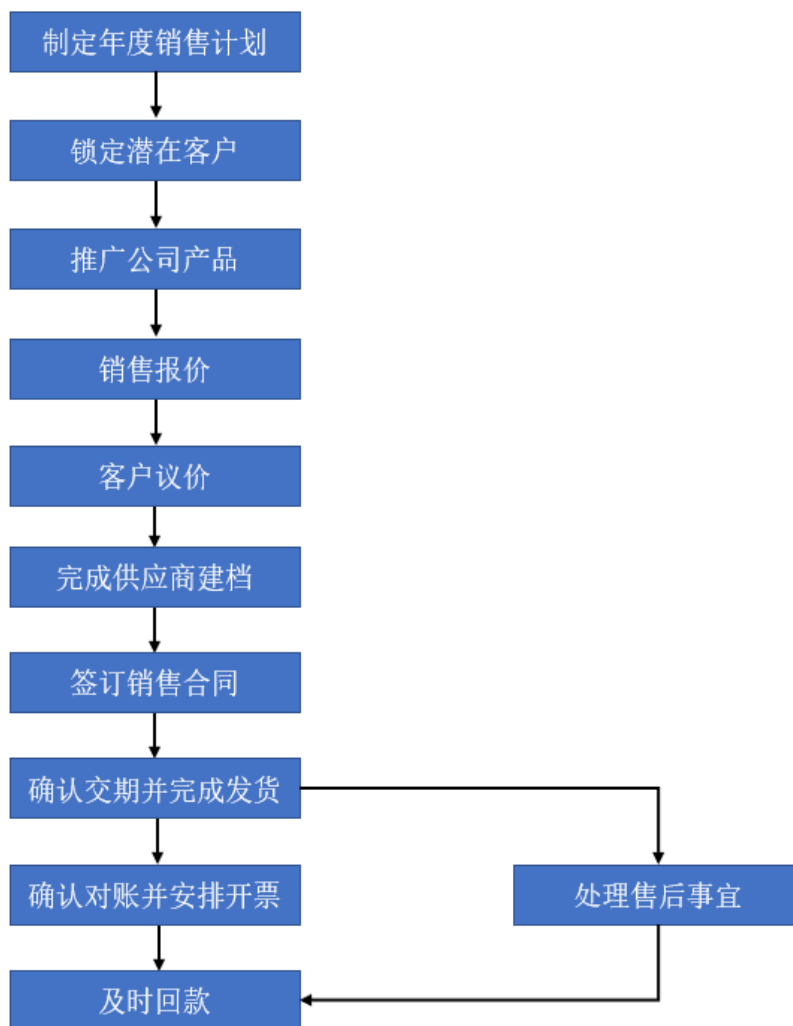 制定年度销售计划
锁定潜在客户
推广公司产品
销售报价
客户议价
完成供应商建档
签订销售合同
确认交期并完成发货
确认对账并安排开票
处理售后事宜
及时回款